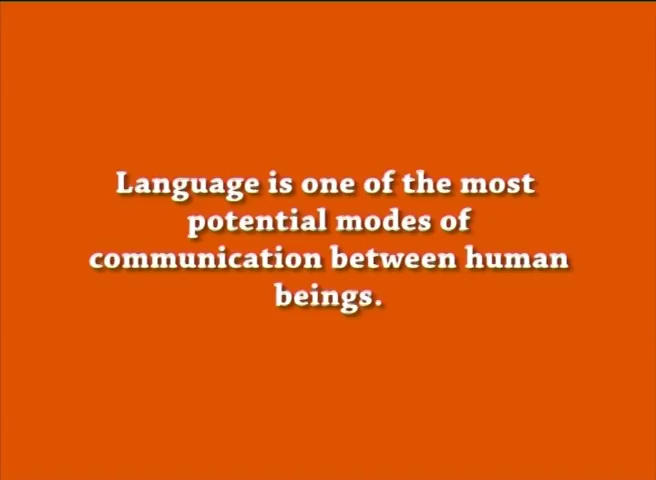 Language is one of the most
potential modes of
communication between human
beings.